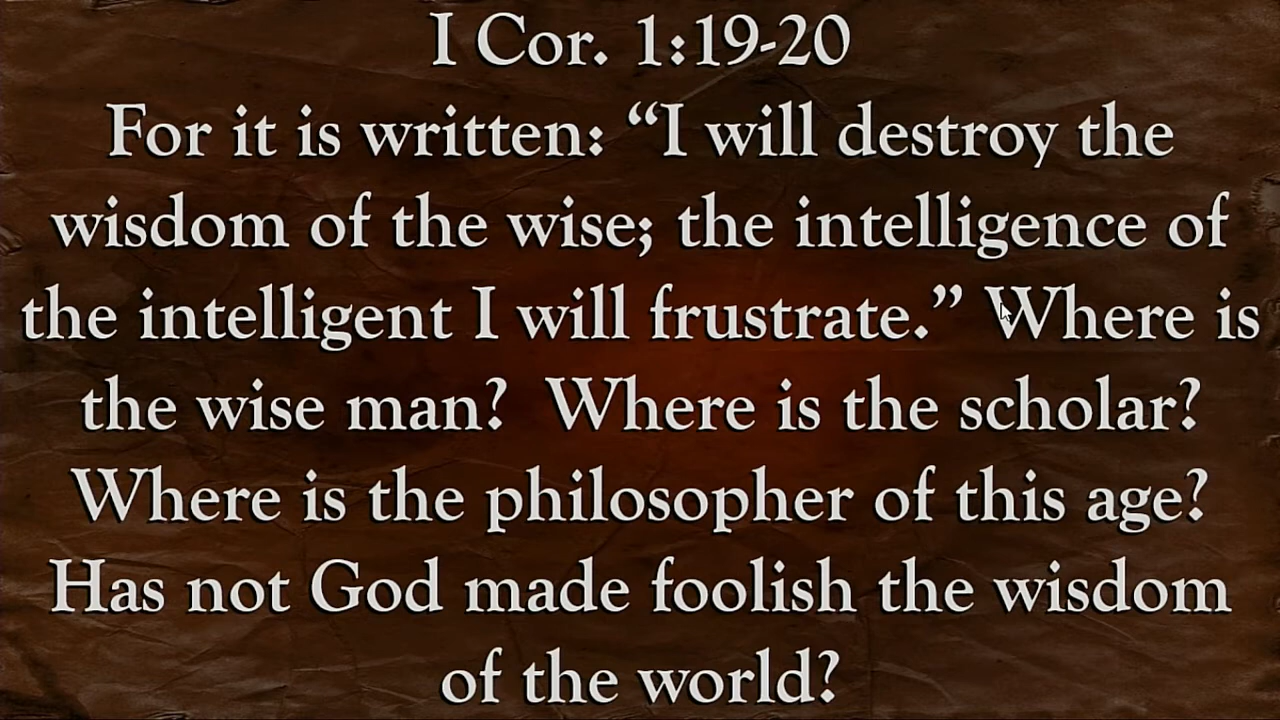 I Cor. 1:19-20
For it is written: “I will destroy the
wisdom of the wise; the intelligence of
the intelligent I will frustrate.” Where is
the wise man?  Where is the scholar?
Where is the philosopher of this age?
Has not God made foolish the wisdom
of the world?